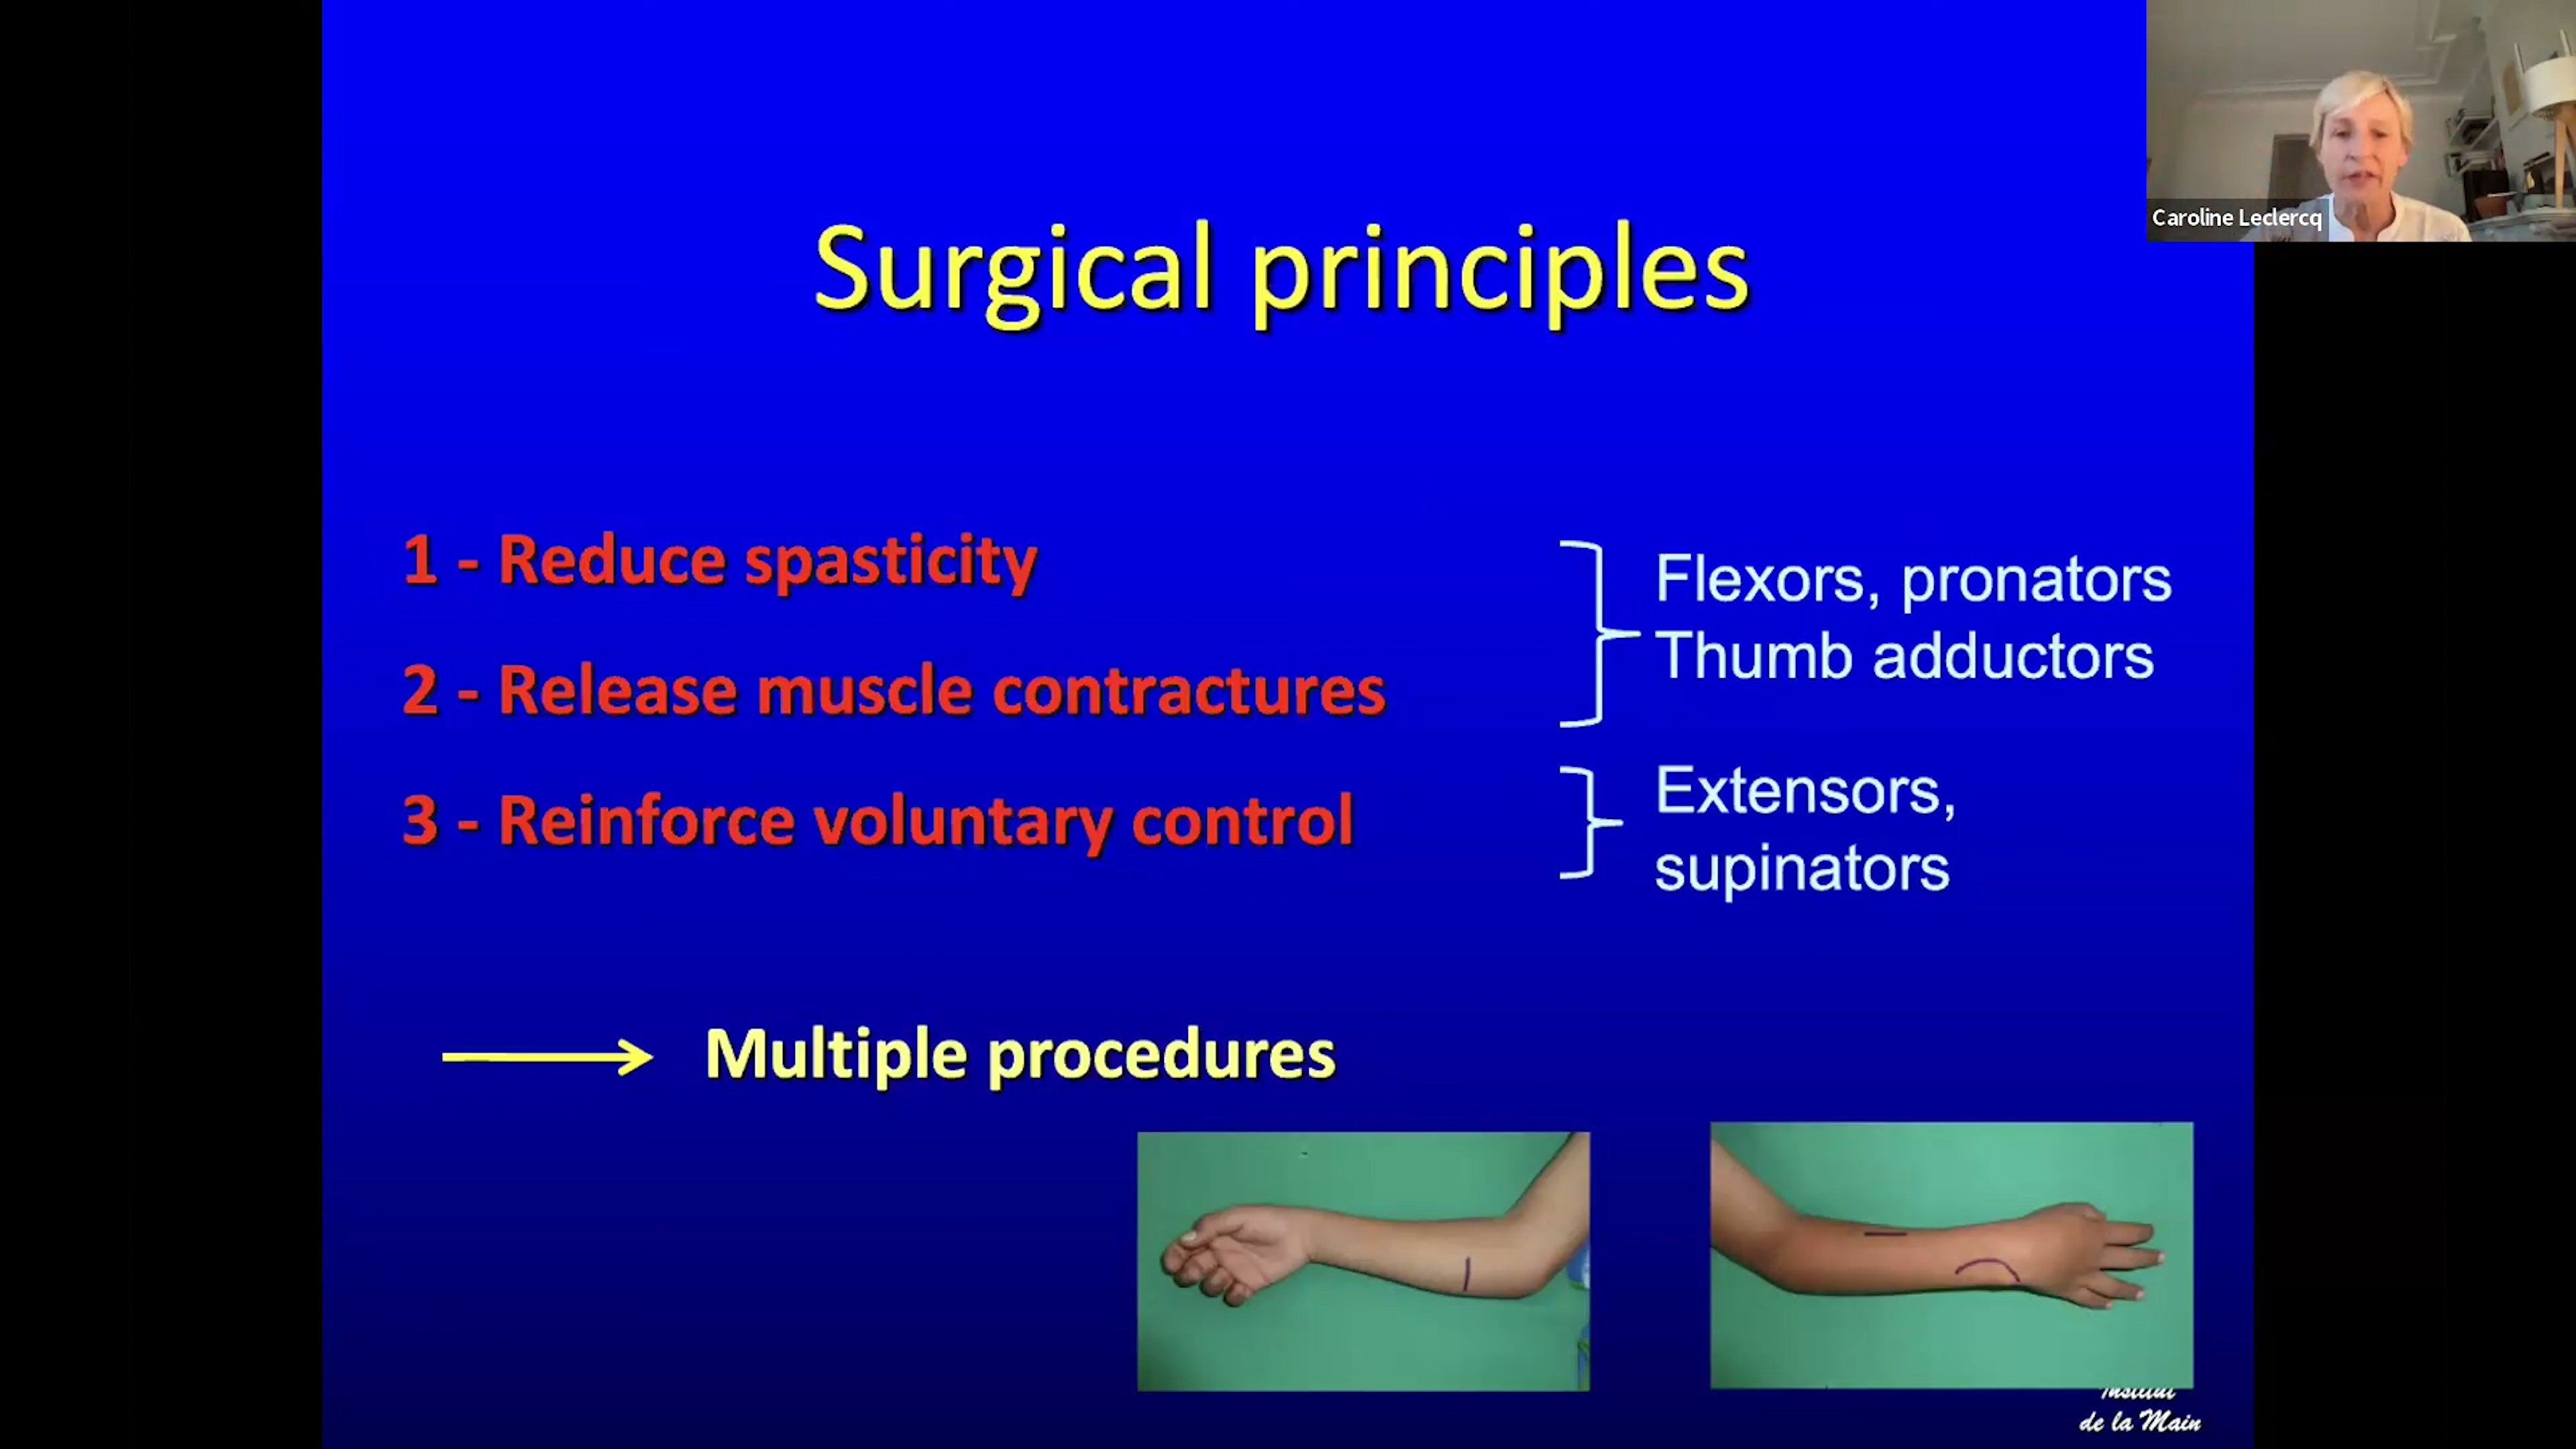 Caroline Leclercq
Surgical principles
1 - Reduce spasticity
2 - Release muscle contractures
3 - Reinforce voluntary control
Flexors, pronators
Thumb adductors
Extensors,
supinators
Multiple procedures
Institut
de la Main